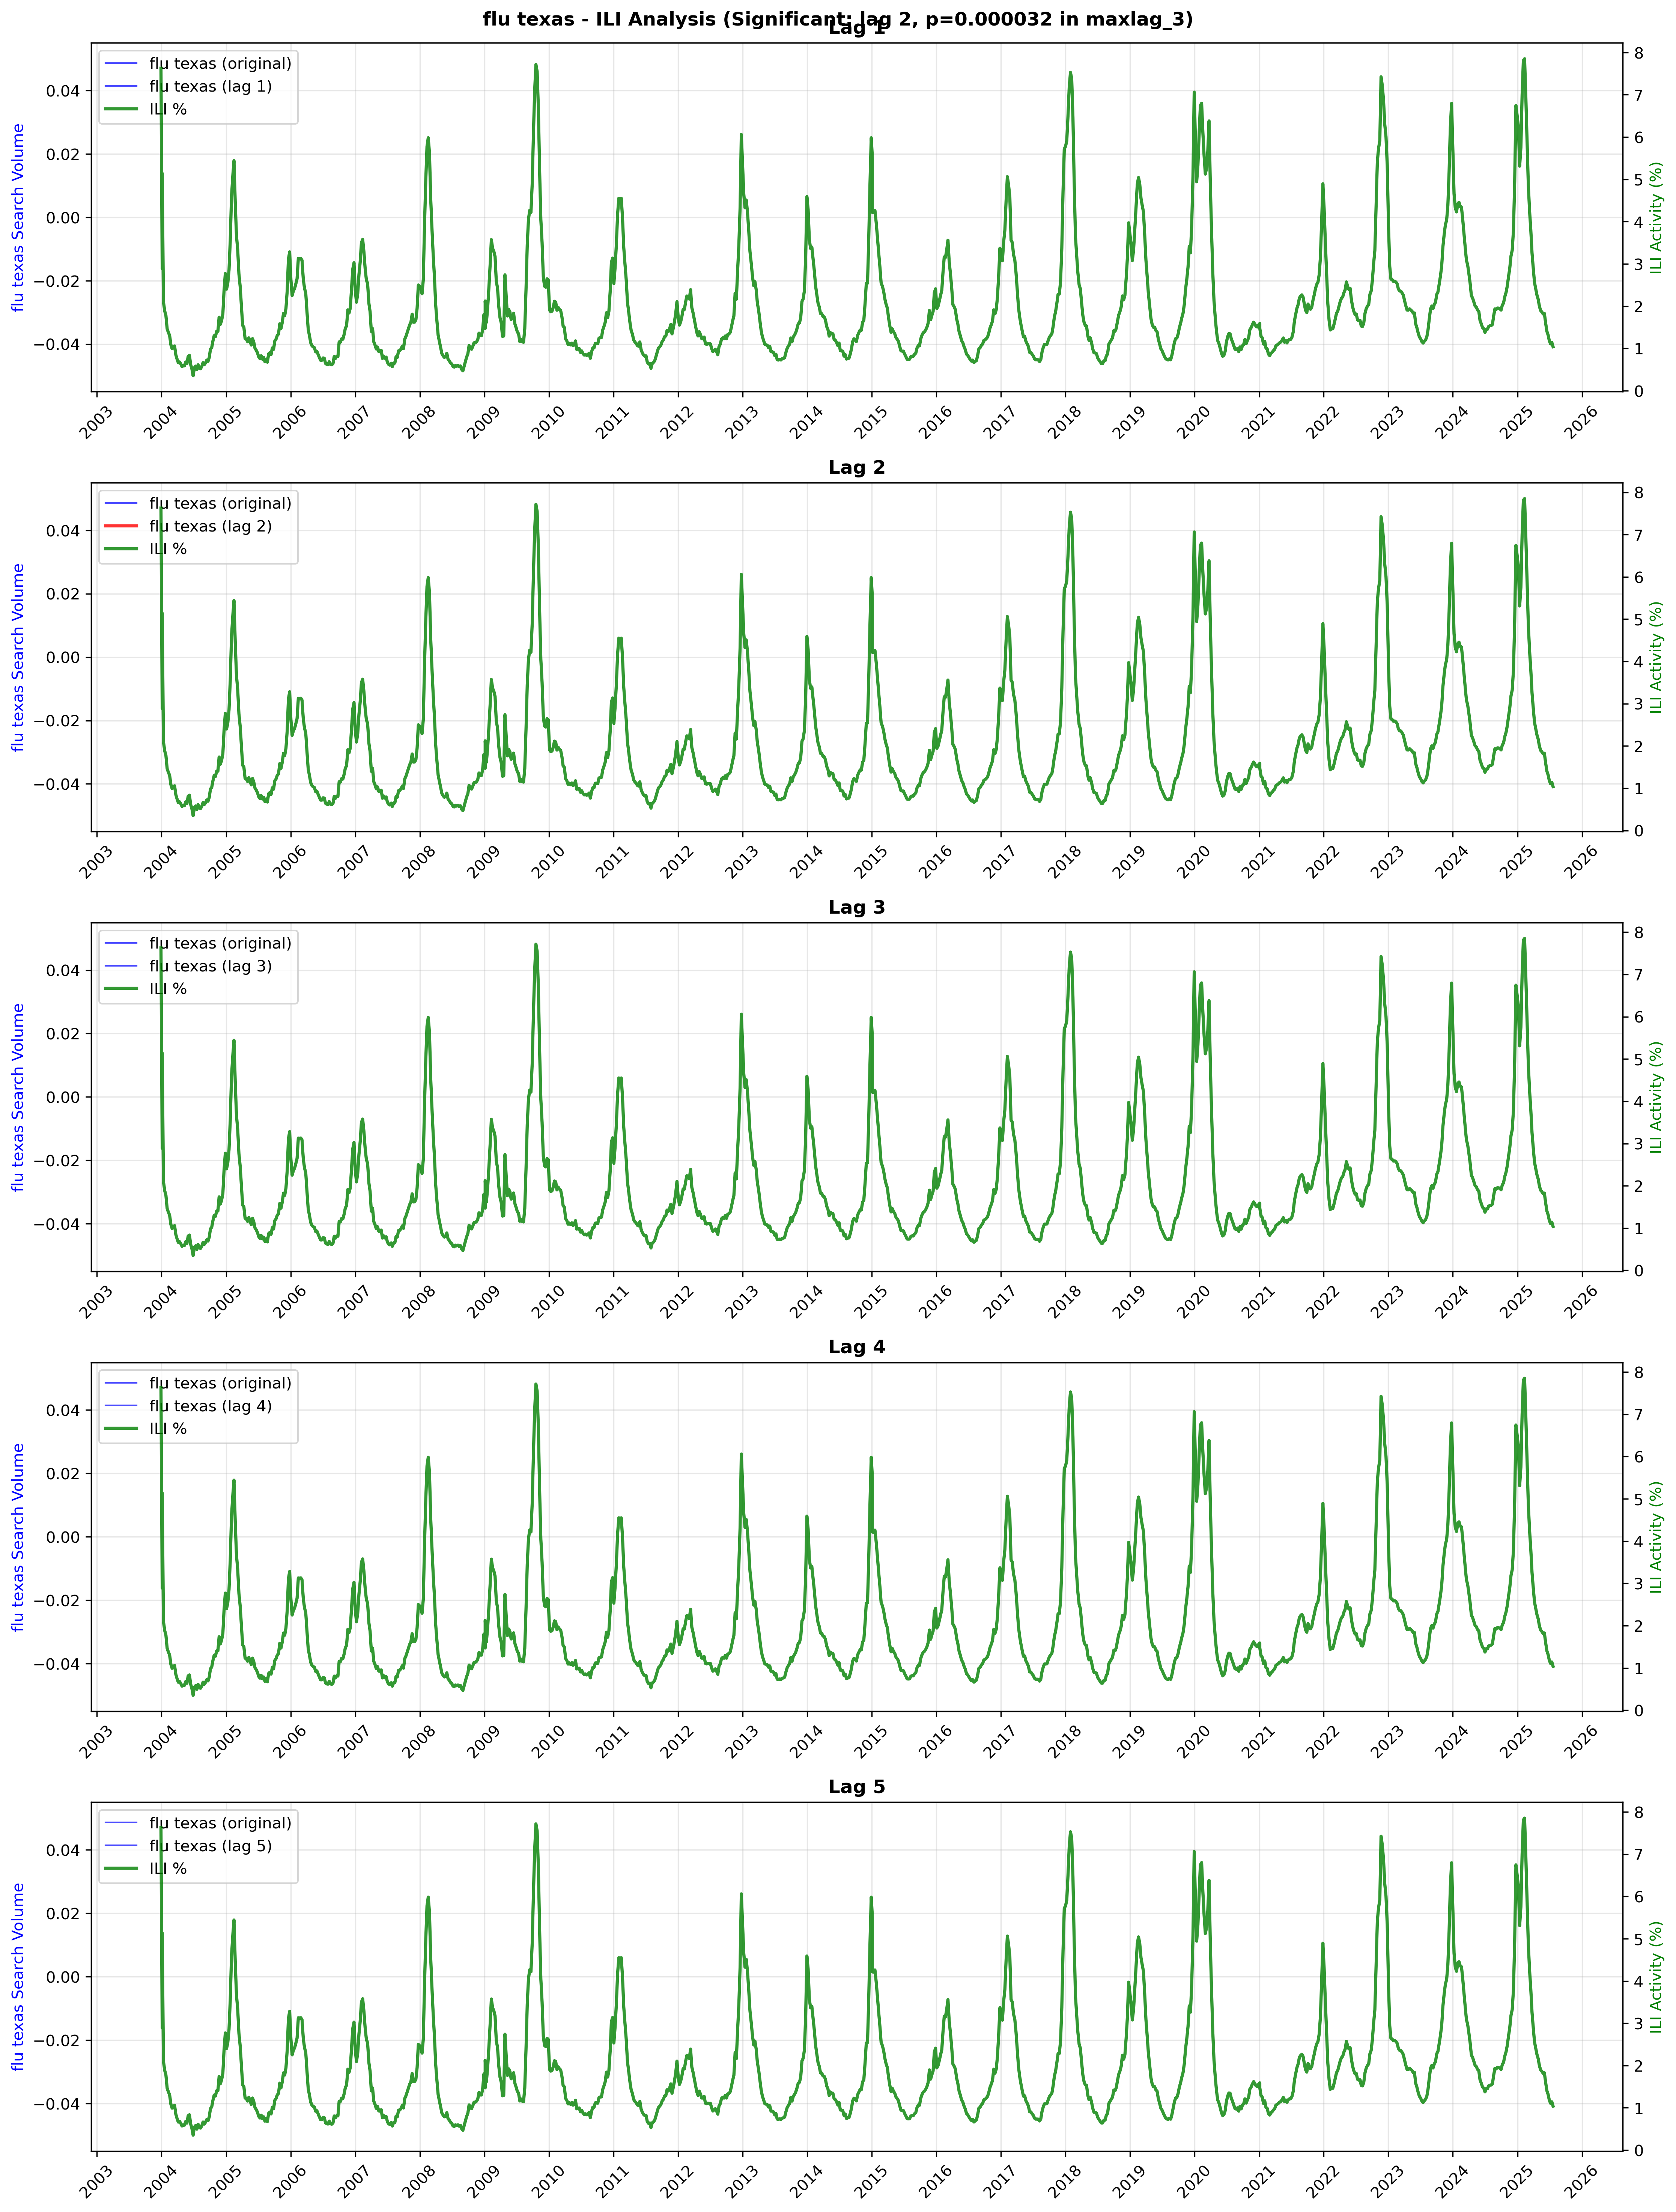 flu texas - ILI Analysis (Significant: lag 2, p=0.000032 in maxlag_3)
Lag 1
flu texas (original)
flu texas (lag 1)
ILI %
flu texas Search Volume
0.04
0.02
0.00
−0.02
−0.04
8
7
6
5
4
3
2
1
0
ILI Activity (%)
2003 2004 2005 2006 2007 2008 2009 2010 2011 2012 2013 2014 2015 2016 2017 2018 2019 2020 2021 2022 2023 2024 2025 2026
Lag 2
flu texas (original)
flu texas (lag 2)
ILI %
flu texas Search Volume
0.04
0.02
0.00
−0.02
−0.04
8
7
6
5
4
3
2
1
0
ILI Activity (%)
2003 2004 2005 2006 2007 2008 2009 2010 2011 2012 2013 2014 2015 2016 2017 2018 2019 2020 2021 2022 2023 2024 2025 2026
Lag 3
flu texas (original)
flu texas (lag 3)
ILI %
flu texas Search Volume
0.04
0.02
0.00
−0.02
−0.04
8
7
6
5
4
3
2
1
0
ILI Activity (%)
2003 2004 2005 2006 2007 2008 2009 2010 2011 2012 2013 2014 2015 2016 2017 2018 2019 2020 2021 2022 2023 2024 2025 2026
Lag 4
flu texas (original)
flu texas (lag 4)
ILI %
flu texas Search Volume
0.04
0.02
0.00
−0.02
−0.04
8
7
6
5
4
3
2
1
0
ILI Activity (%)
2003 2004 2005 2006 2007 2008 2009 2010 2011 2012 2013 2014 2015 2016 2017 2018 2019 2020 2021 2022 2023 2024 2025 2026
Lag 5
flu texas (original)
flu texas (lag 5)
ILI %
flu texas Search Volume
0.04
0.02
0.00
−0.02
−0.04
8
7
6
5
4
3
2
1
0
ILI Activity (%)
2003 2004 2005 2006 2007 2008 2009 2010 2011 2012 2013 2014 2015 2016 2017 2018 2019 2020 2021 2022 2023 2024 2025 2026